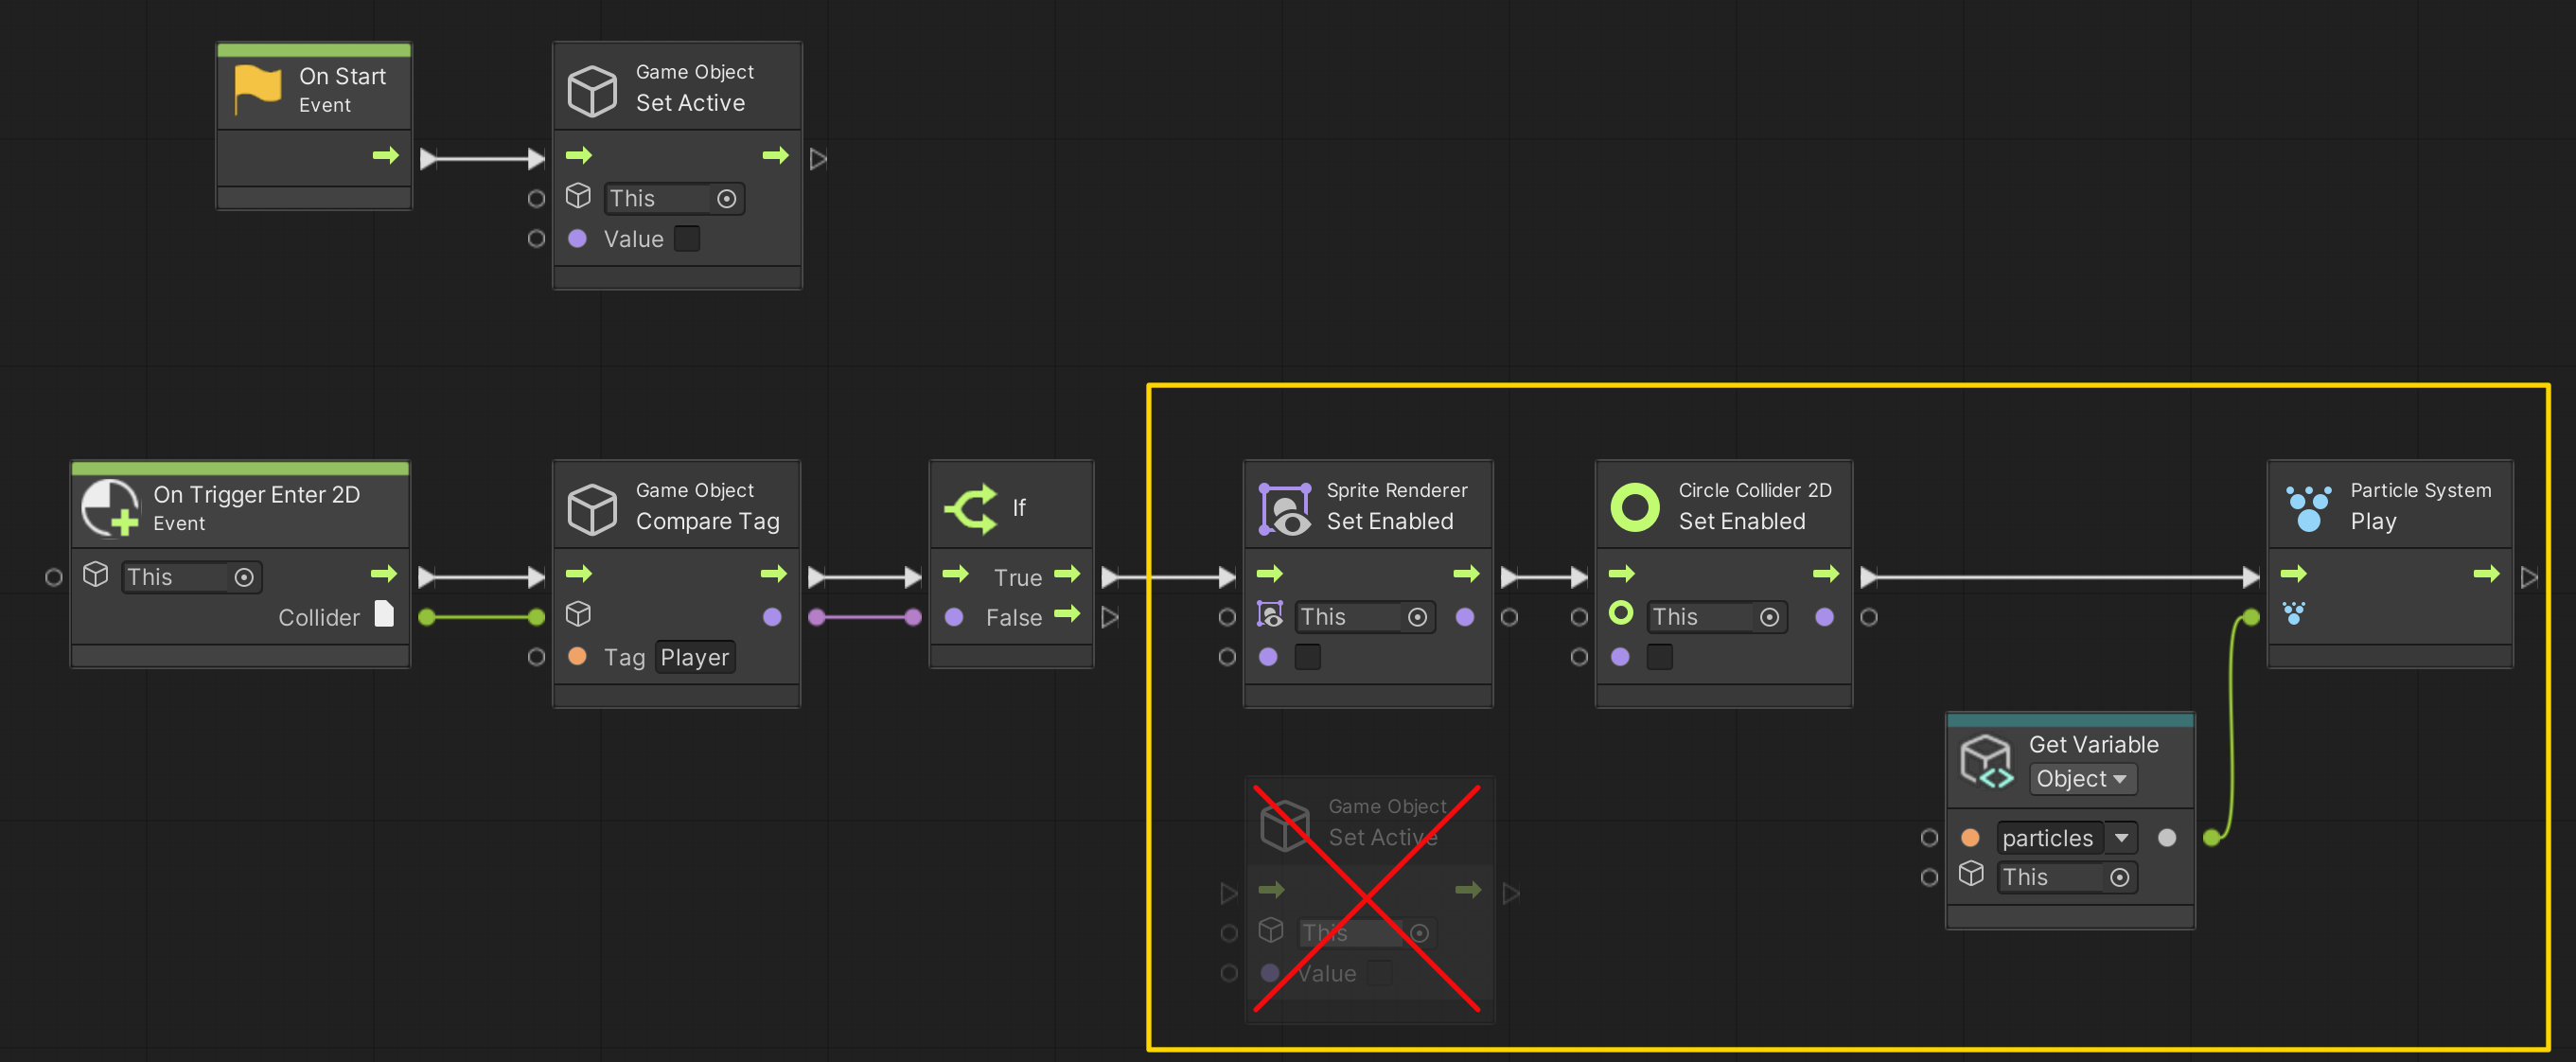 On Start
Event
Game Object
Set Active
This
Value
On Trigger Enter 2D
Event
This
Collider
Game Object
Compare Tag
Tag Player
If
True
False
Sprite Renderer
Set Enabled
This
Circle Collider 2D
Set Enabled
This
Particle System
Play
Get Variable
Object
particles
This
Game Object
Set Active
This
Value